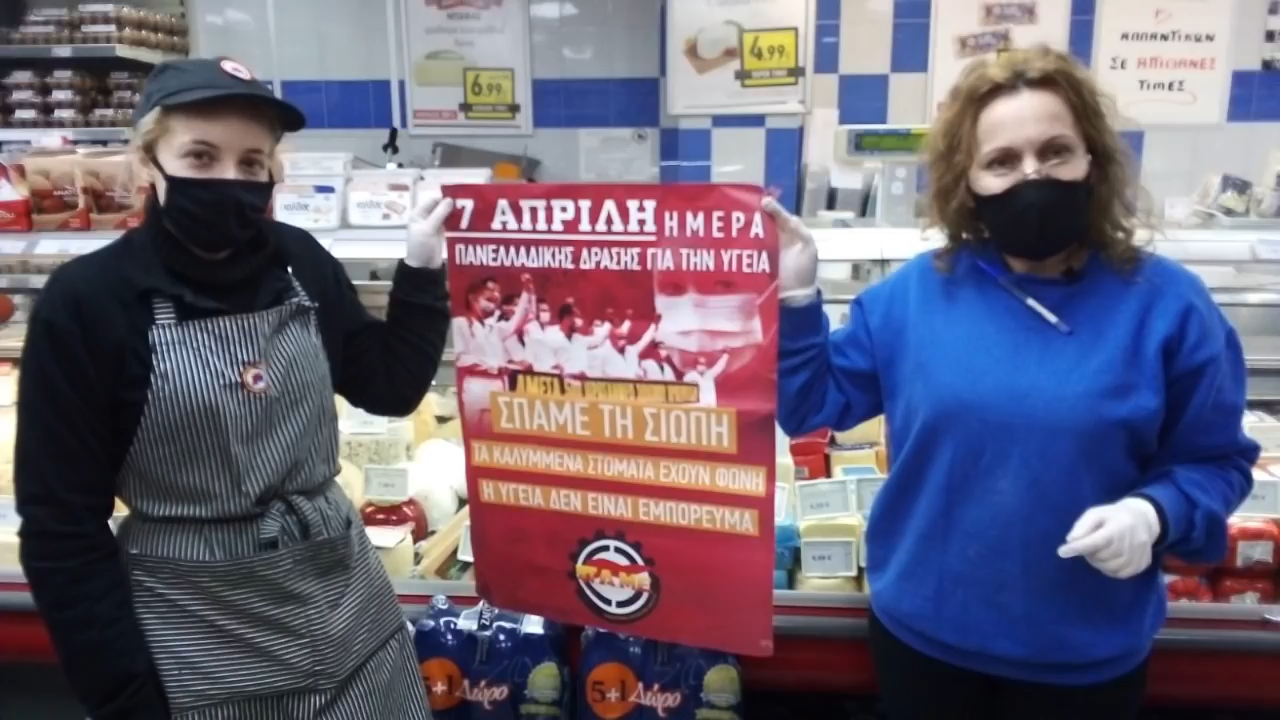 6.99
4.99
ΑΠΑΝΤΙΚΩΝ
ΣΕ ΑΠΙΘΑΝΕΣ
ΤΙΜΕΣ
7 ΑΠΡΙΛΗ ΗΜΕΡΑ
ΠΑΝΕΛΛΑΔΙΚΗΣ ΔΡΑΣΗΣ ΓΙΑ ΤΗΝ ΥΓΕΙΑ
ΣΠΑΜΕ ΤΗ ΣΙΩΠΗ
ΤΑ ΚΑΛΥΜΜΕΝΑ ΣΤΟΜΑΤΑ ΕΧΟΥΝ ΦΩΝΗ
Η ΥΓΕΙΑ ΔΕΝ ΕΙΝΑΙ ΕΜΠΟΡΕΥΜΑ
Π.Α.ΜΕ
5+1 Δώρο
5+1 Δώρο